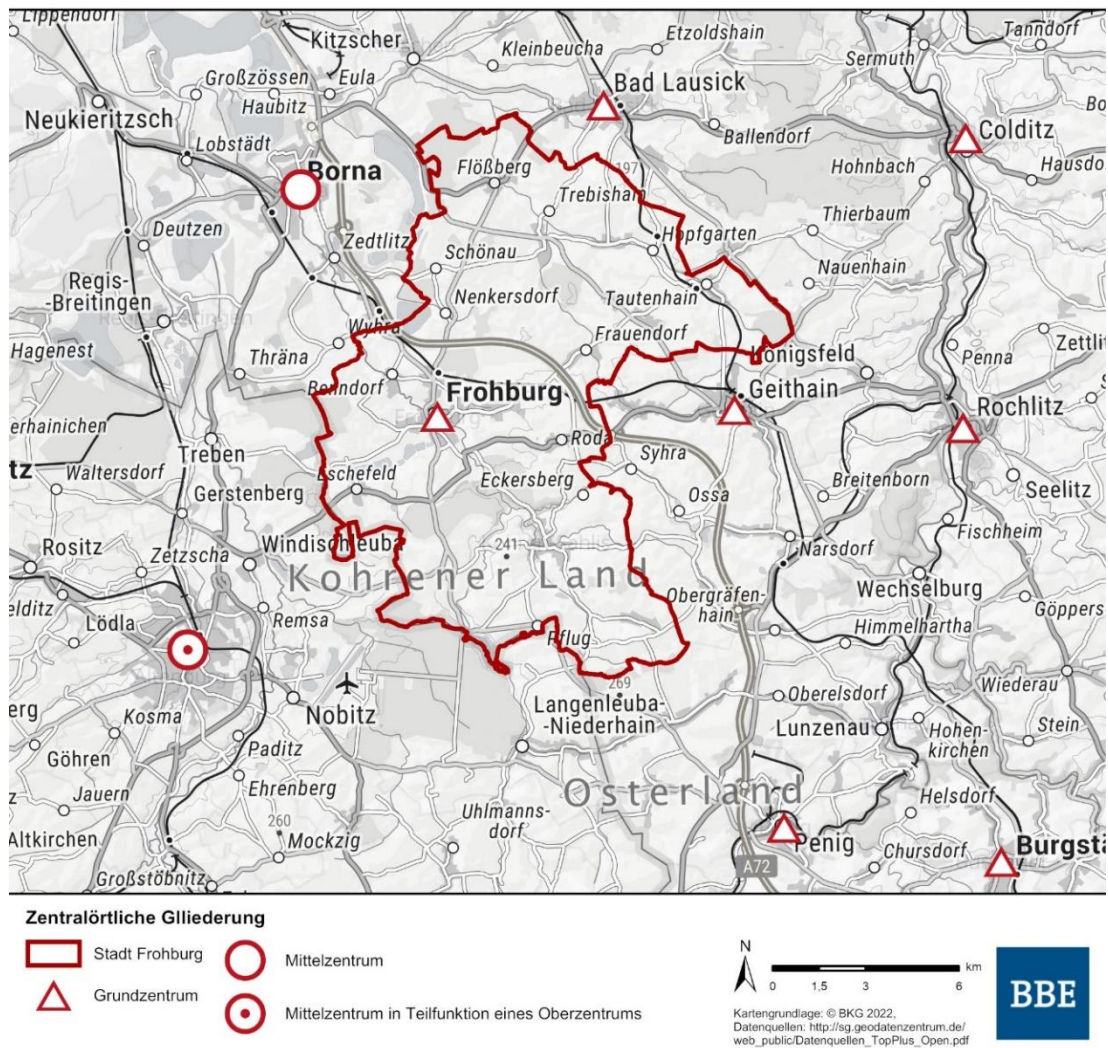 Lippendorf
Kitzscher
Kleinbeucha
Etzoldshain
Sermuth
Tanndorf
Großzössen
Eula
Bad Lausick
Haubitz
Neukieritzsch
Lobstädt
Ballendorf
Colditz
Flößberg
197
Hohnbach
Hausdo
Borna
Trebishain
Thierbaum
Deutzen
Zedtlitz
Schönau
Hopfgarten
Regis-
-Breitingen
Nauenhain
Nenkersdorf
Tautenhain
Wyhra
Frauendorf
Hagenest
Thräna
Königsfeld
Penna
Zettli
Benndorf
Frohburg
Geithain
Rochlitz
erhainichen
Treben
Roda
tz
Waltersdorf
Eschefeld
Eckersberg
Syhra
Breitenborn
Seelitz
Gerstenberg
Ossa
Fischheim
Rositz
Zetzscha
Windischleuba
241
Narsdorf
Kohrener Land
elditz
Lödla
Remsa
Obergräfen-
hain
Wechselburg
Göppers
Pflug
Himmelhartha
269
Nobitz
Langenleuba-
-Niederhain
Oberelsdorf
Wiederau
erg
Kosma
Lunzenau
Hohen-
kirchen
Stein
Göhren
Paditz
Osterland
Jauern
Ehrenberg
Helsdorf
260
Uhlmanns-
dorf
Altkirchen
Mockzig
Penig
Burgstä
A72
Chursdorf
Großstöbnitz
Zentralörtliche Glliederung
Stadt Frohburg
Mittelzentrum
Grundzentrum
Mittelzentrum in Teilfunktion eines Oberzentrums
N
km
0 1,5 3 6
Kartengrundlage: © BKG 2022,
Datenquellen: http://sg.geodatenzentrum.de/
web_public/Datenquellen_TopPlus_Open.pdf
BBE